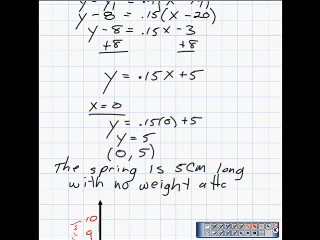 y - 8 = .15(x - 20)
y - 8 = .15x - 3
+8 +8
y = .15x + 5
x = 0
y = .15(0) + 5
y = 5
(0, 5)
The spring is 5cm long
with no weight attc
10
9